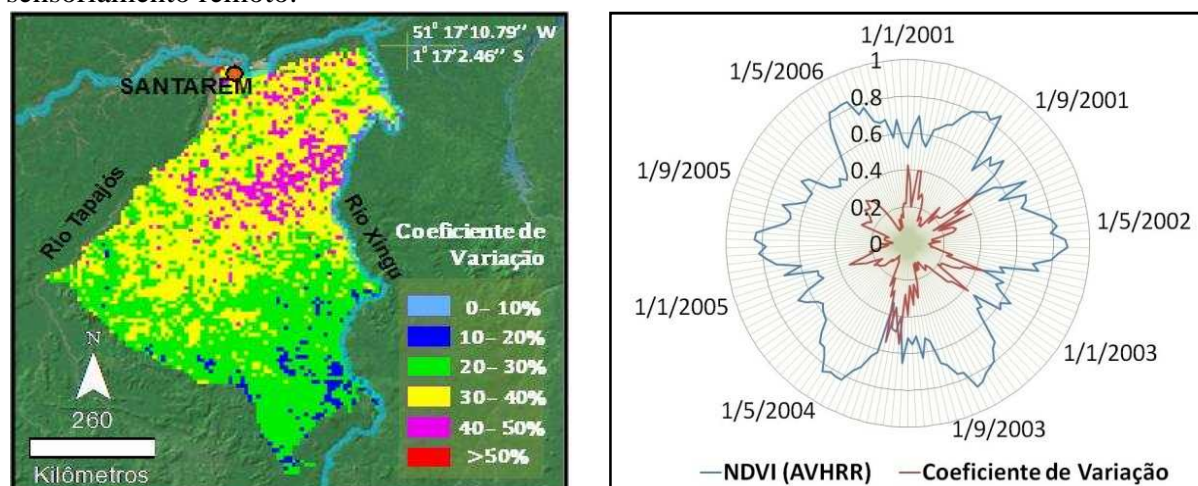 sensoriamento remoto.
51° 17'10.79'' W
1° 17'2.46'' S
SANTARÉM
Rio Tapajós
Rio Xingu
Coeficiente de
Variação
0– 10%
10– 20%
20– 30%
30– 40%
40– 50%
>50%
N
260
Kilômetros
1/1/2001
1/9/2001
1/5/2002
1/1/2003
1/9/2003
1/5/2004
1/1/2005
1/9/2005
1/5/2006
1
0.8
0.6
0.4
0.2
0
NDVI (AVHRR)
Coeficiente de Variação